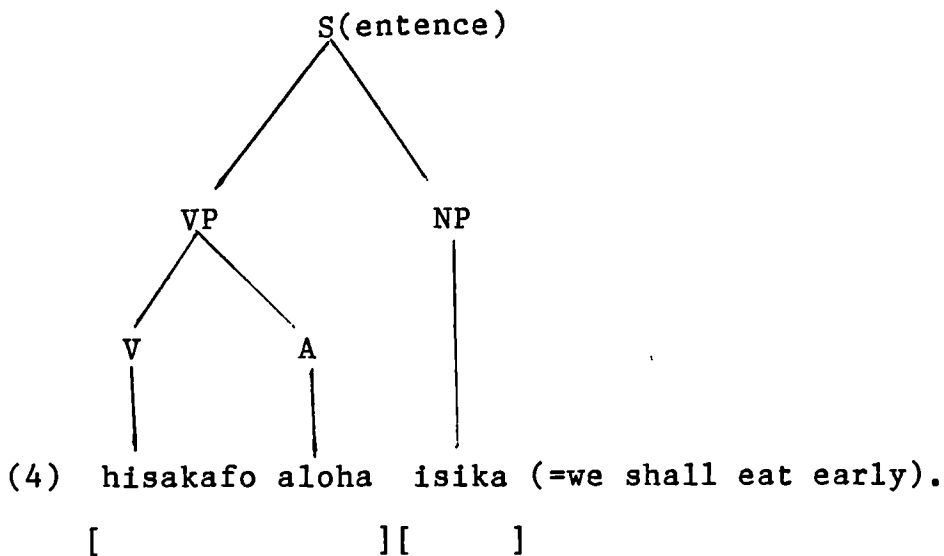 S(entence)
VP NP
V A
(4) hisakafo aloha isika (=we shall eat early).
[ ][ ]